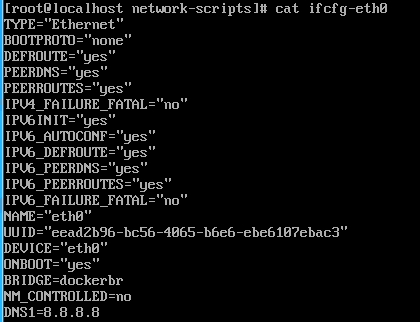 [root@localhost network-scripts]# cat ifcfg-eth0
TYPE="Ethernet"
BOOTPROTO="none"
DEFROUTE="yes"
PEERDNS="yes"
PEERROUTES="yes"
IPV4_FAILURE_FATAL="no"
IPV6INIT="yes"
IPV6_AUTOCONF="yes"
IPV6_DEFROUTE="yes"
IPV6_PEERDNS="yes"
IPV6_PEERROUTES="yes"
IPV6_FAILURE_FATAL="no"
NAME="eth0"
UUID="eead2b96-bc56-4065-b6e6-ebe6107ebac3"
DEVICE="eth0"
ONBOOT="yes"
BRIDGE=dockerbr
NM_CONTROLLED=no
DNS1=8.8.8.8